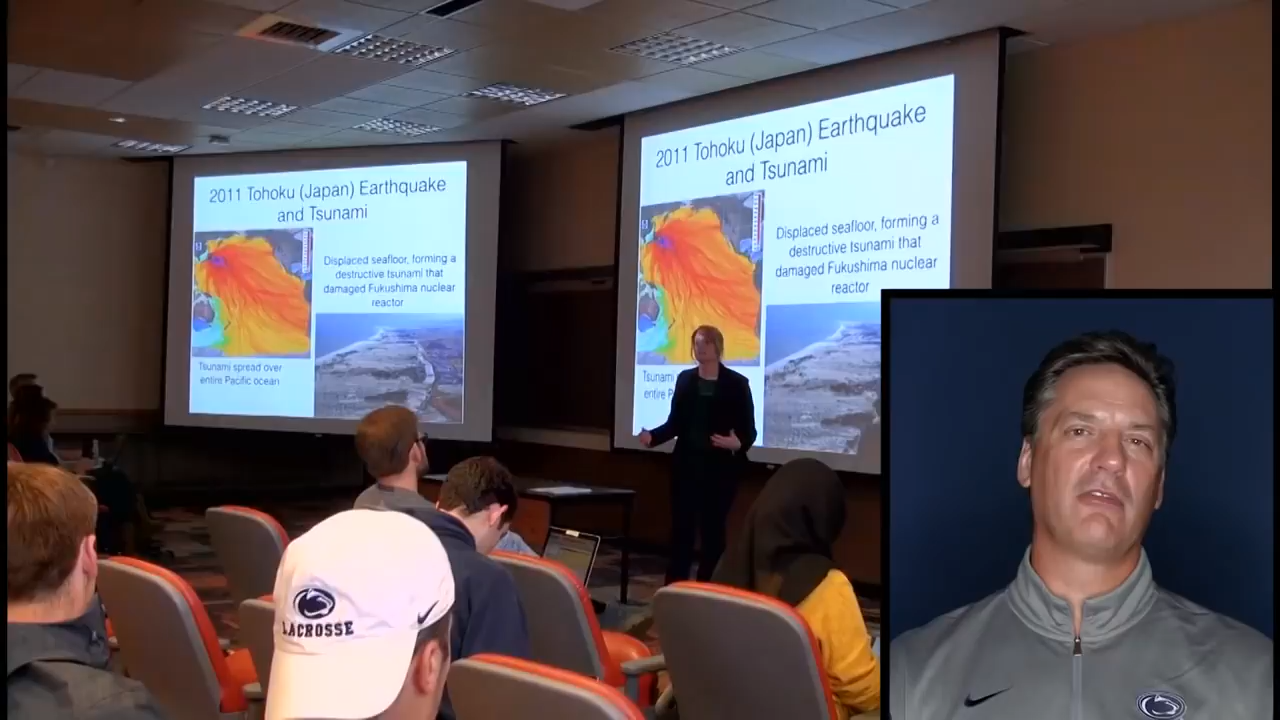 2011 Tohoku (Japan) Earthquake
and Tsunami
Displaced seafloor, forming a
destructive tsunami that
damaged Fukushima nuclear
reactor
Tsunami spread over
entire Pacific ocean
2011 Tohoku (Japan) Earthquake
and Tsunami
Displaced seafloor, forming a
destructive tsunami that
damaged Fukushima nuclear
reactor
Tsunami
entire P
LACROSSE